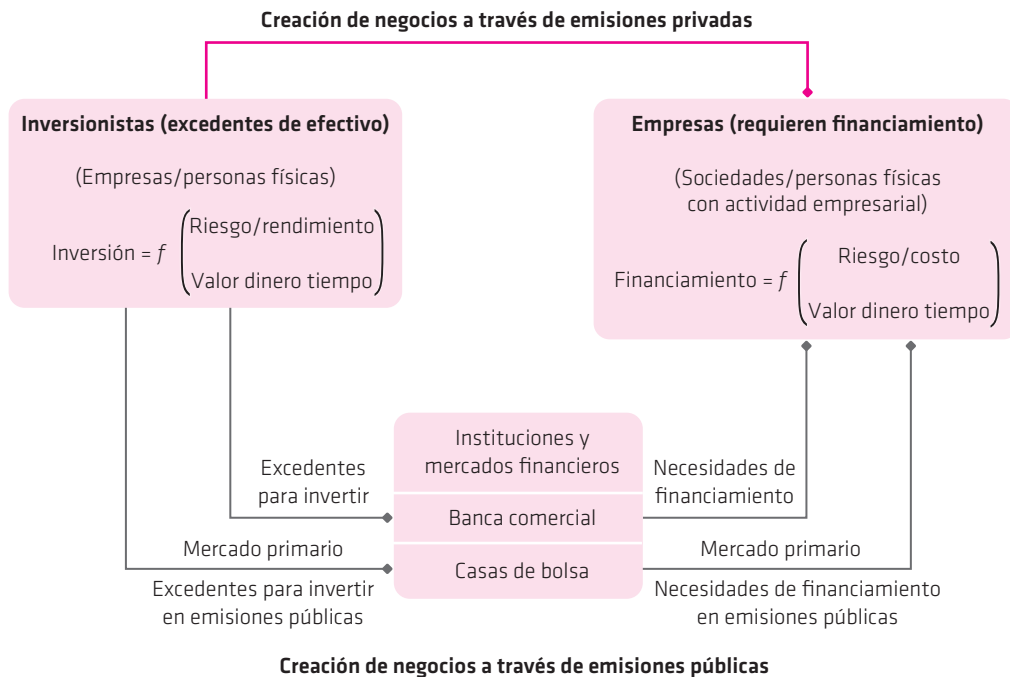 Creación de negocios a través de emisiones privadas
Inversionistas (excedentes de efectivo)
(Empresas/personas físicas)
Inversión = f
Riesgo/rendimiento
Valor dinero tiempo
Empresas (requieren financiamiento)
(Sociedades/personas físicas
con actividad empresarial)
Financiamiento = f
Riesgo/costo
Valor dinero tiempo
Instituciones y
mercados financieros
Banca comercial
Casas de bolsa
Excedentes
para invertir
Mercado primario
Excedentes para invertir
en emisiones públicas
Necesidades de
financiamiento
Mercado primario
Necesidades de financiamiento
en emisiones públicas
Creación de negocios a través de emisiones públicas